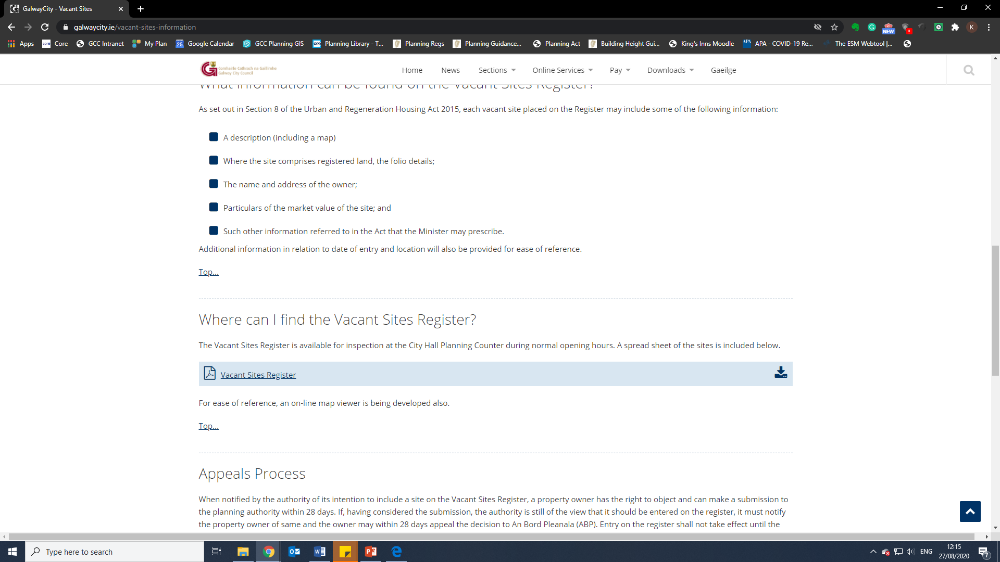 GalwayCity - Vacant Sites
galwaycity.ie/vacant-sites-information
NEW
K
Apps
core Core
GCC Intranet
My Plan
25 Google Calendar
GCC Planning GIS
OPR Planning Library - T...
Planning Regs
Planning Guidance...
Planning Act
Building Height Gui...
King's Inns Moodle
APA APA - COVID-19 Re...
The ESM Webtool |...
Comhairle Cathrach na Gaillimhe
Galway City Council
Home
News
Sections
Online Services
Pay
Downloads
Gaeilge
What information can be found on the Vacant Sites Register?
As set out in Section 8 of the Urban and Regeneration Housing Act 2015, each vacant site placed on the Register may include some of the following information:
A description (including a map)
Where the site comprises registered land, the folio details;
The name and address of the owner;
Particulars of the market value of the site; and
Such other information referred to in the Act that the Minister may prescribe.
Additional information in relation to date of entry and location will also be provided for ease of reference.
Top...
Where can I find the Vacant Sites Register?
The Vacant Sites Register is available for inspection at the City Hall Planning Counter during normal opening hours. A spread sheet of the sites is included below.
Vacant Sites Register
For ease of reference, an on-line map viewer is being developed also.
Top...
Appeals Process
When notified by the authority of its intention to include a site on the Vacant Sites Register, a property owner has the right to object and can make a submission to
the planning authority within 28 days. If, having considered the submission, the authority is still of the view that it should be entered on the register, it must notify
the property owner of same and the owner may within 28 days appeal the decision to An Bord Pleanala (ABP). Entry on the register shall not take effect until the
Type here to search
ENG
12:15
27/08/2020
7